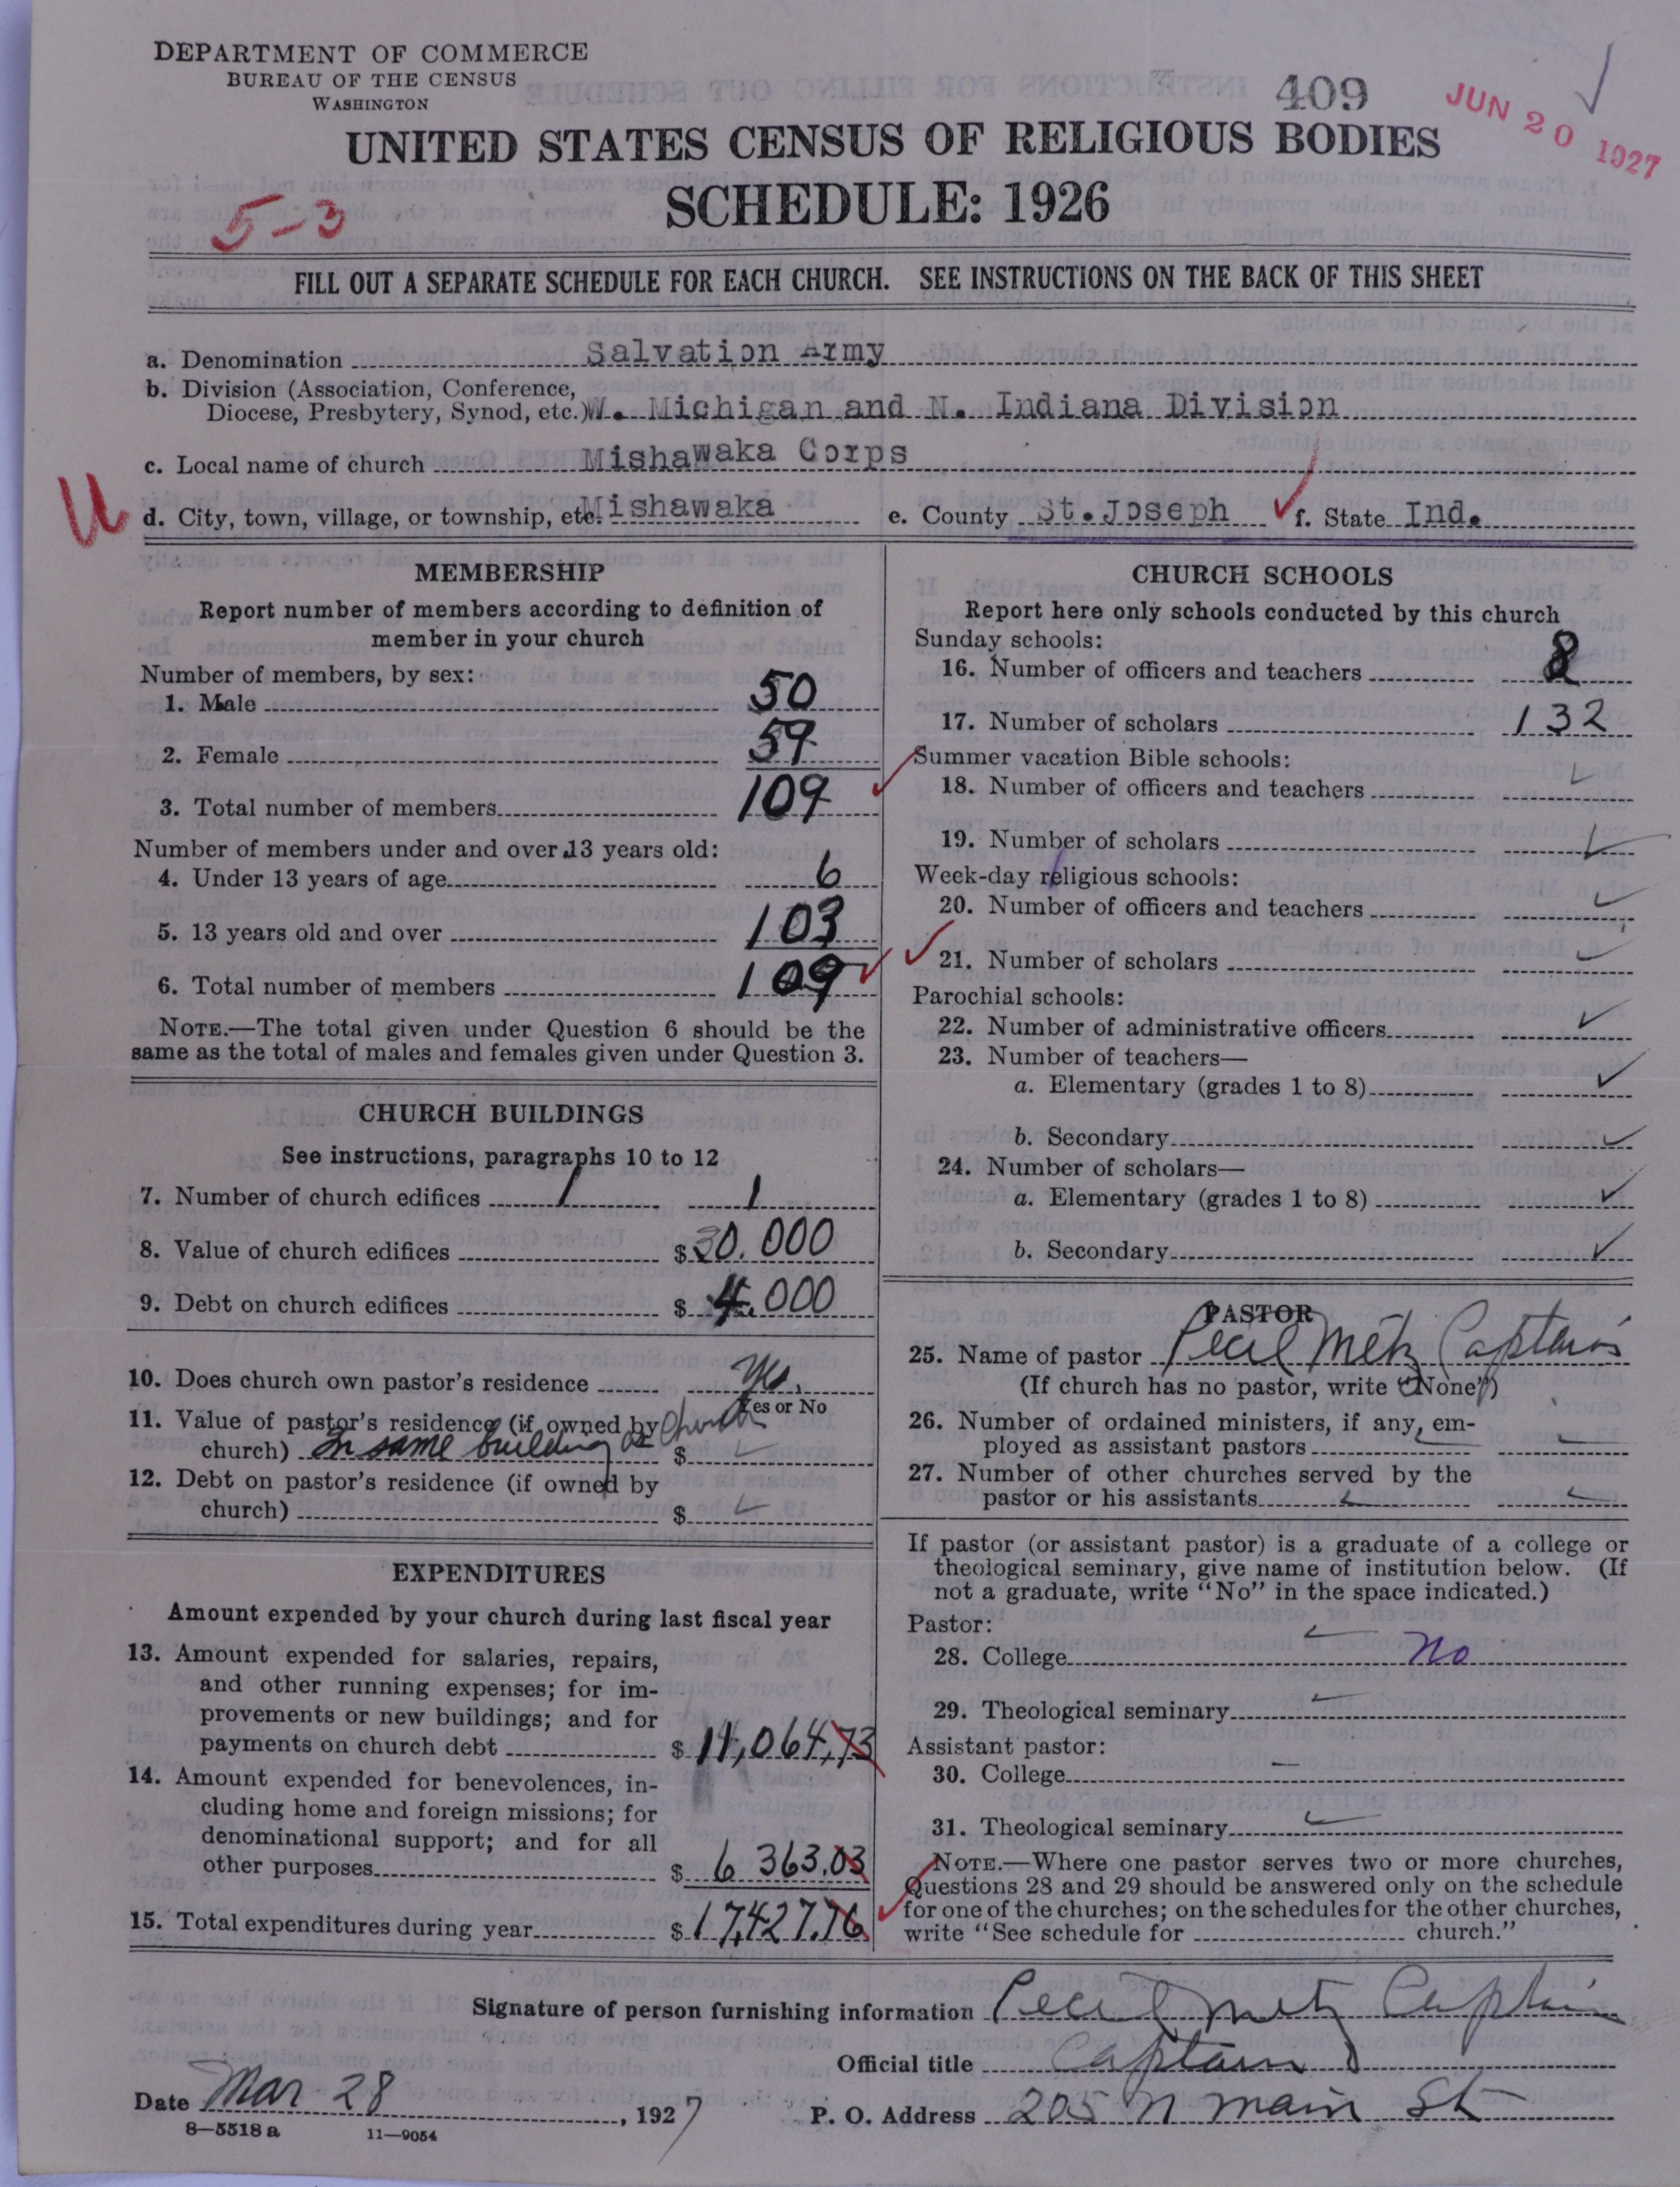 DEPARTMENT OF COMMERCE
BUREAU OF THE CENSUS
WASHINGTON
409
JUN 20 1927
UNITED STATES CENSUS OF RELIGIOUS BODIES
SCHEDULE: 1926
5-3
FILL OUT A SEPARATE SCHEDULE FOR EACH CHURCH. SEE INSTRUCTIONS ON THE BACK OF THIS SHEET
a. Denomination Salvation Army
b. Division (Association, Conference,
Diocese, Presbytery, Synod, etc.) W. Michigan and N. Indiana Division
c. Local name of church Mishawaka Corps
U
d. City, town, village, or township, etc. Mishawaka e. County St.Joseph f. State Ind.
MEMBERSHIP
Report number of members according to definition of
member in your church
Number of members, by sex:
1. Male 50
2. Female 59
3. Total number of members 109
Number of members under and over 13 years old:
4. Under 13 years of age 6
5. 13 years old and over 103
6. Total number of members 109
NOTE.—The total given under Question 6 should be the
same as the total of males and females given under Question 3.
CHURCH BUILDINGS
See instructions, paragraphs 10 to 12
7. Number of church edifices 1 1
8. Value of church edifices $ 30.000
9. Debt on church edifices $ 4.000
10. Does church own pastor's residence Yes.
Yes or No
11. Value of pastor's residence (if owned by
church) In same building as Church $
12. Debt on pastor's residence (if owned by
church) $
EXPENDITURES
Amount expended by your church during last fiscal year
13. Amount expended for salaries, repairs,
and other running expenses; for im-
provements or new buildings; and for
payments on church debt $ 11,064,73
14. Amount expended for benevolences, in-
cluding home and foreign missions; for
denominational support; and for all
other purposes $ 6 363.03
15. Total expenditures during year $ 17,427.76
CHURCH SCHOOLS
Report here only schools conducted by this church
Sunday schools:
16. Number of officers and teachers 8
17. Number of scholars 132
Summer vacation Bible schools:
18. Number of officers and teachers
19. Number of scholars
Week-day religious schools:
20. Number of officers and teachers
21. Number of scholars
Parochial schools:
22. Number of administrative officers
23. Number of teachers—
a. Elementary (grades 1 to 8)
b. Secondary
24. Number of scholars—
a. Elementary (grades 1 to 8)
b. Secondary
PASTOR
25. Name of pastor Cecil Metz Captain
(If church has no pastor, write "None")
26. Number of ordained ministers, if any, em-
ployed as assistant pastors
27. Number of other churches served by the
pastor or his assistants
If pastor (or assistant pastor) is a graduate of a college or
theological seminary, give name of institution below. (If
not a graduate, write "No" in the space indicated.)
Pastor:
28. College No
29. Theological seminary
Assistant pastor:
30. College
31. Theological seminary
NOTE.—Where one pastor serves two or more churches,
Questions 28 and 29 should be answered only on the schedule
for one of the churches; on the schedules for the other churches,
write "See schedule for church."
Signature of person furnishing information Cecil Metz Captain
Official title Captain
Date Mar 28, 1927 P. O. Address 205 N Main St
8—5518 a 11—9054